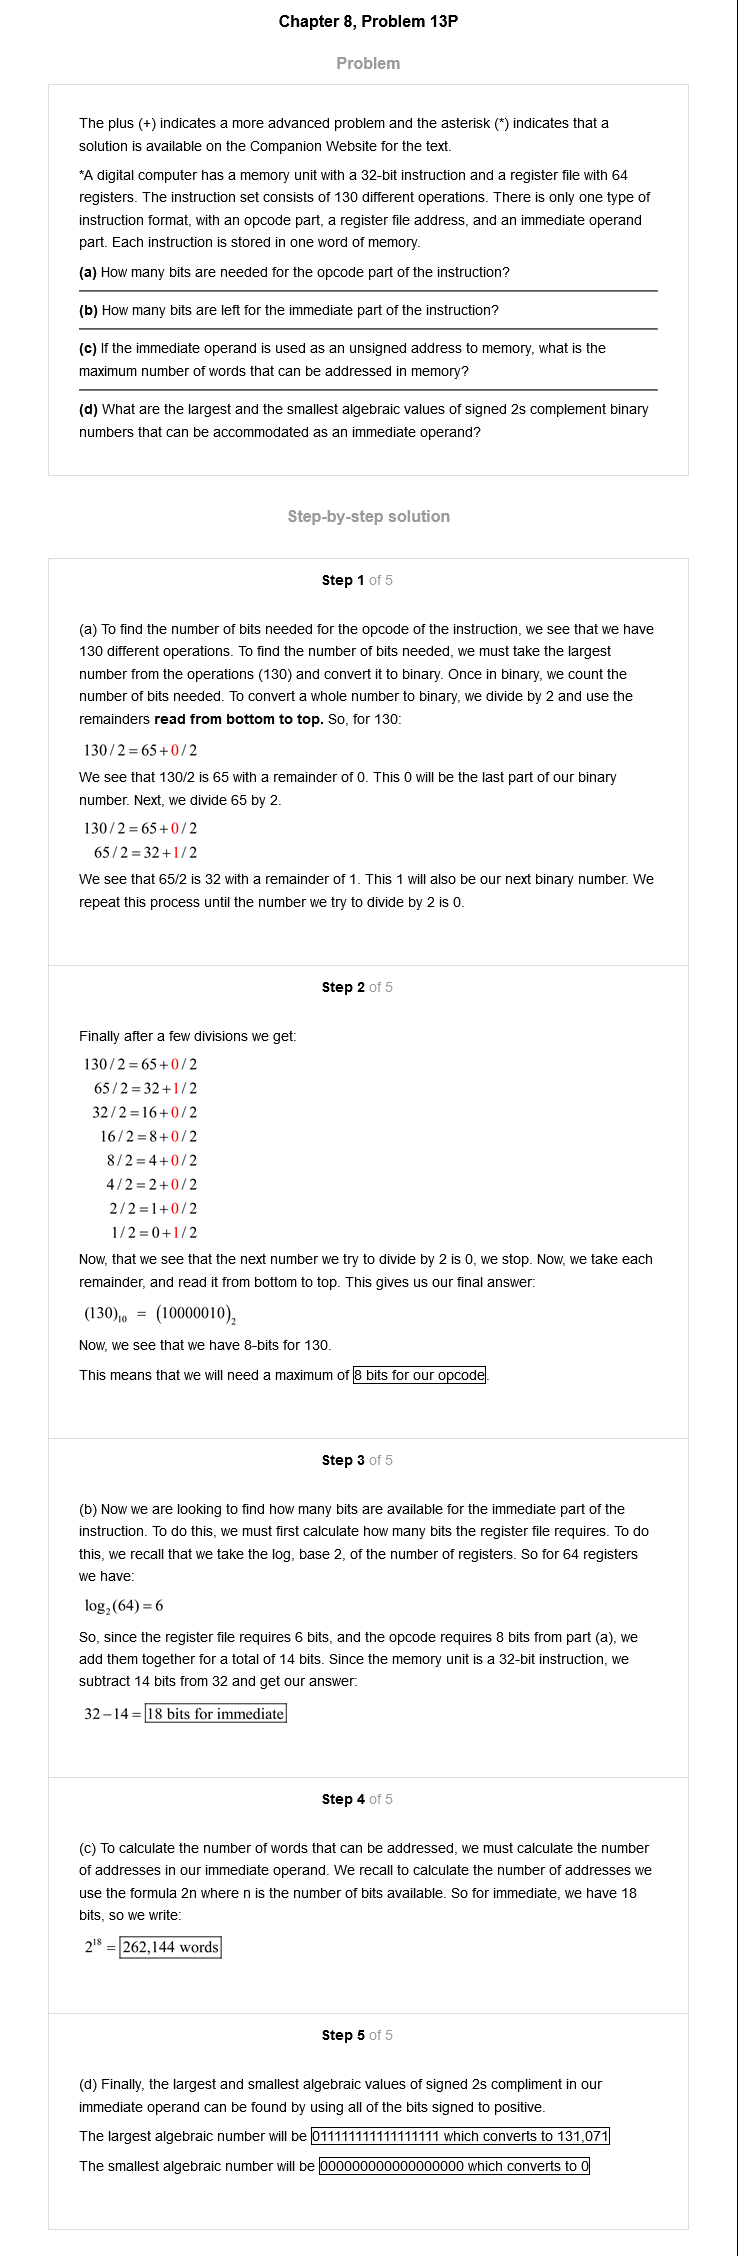 Chapter 8, Problem 13P
Problem
The plus (+) indicates a more advanced problem and the asterisk (*) indicates that a
solution is available on the Companion Website for the text.
*A digital computer has a memory unit with a 32-bit instruction and a register file with 64
registers. The instruction set consists of 130 different operations. There is only one type of
instruction format, with an opcode part, a register file address, and an immediate operand
part. Each instruction is stored in one word of memory.
(a) How many bits are needed for the opcode part of the instruction?
(b) How many bits are left for the immediate part of the instruction?
(c) If the immediate operand is used as an unsigned address to memory, what is the
maximum number of words that can be addressed in memory?
(d) What are the largest and the smallest algebraic values of signed 2s complement binary
numbers that can be accommodated as an immediate operand?
Step-by-step solution
Step 1 of 5
(a) To find the number of bits needed for the opcode of the instruction, we see that we have
130 different operations. To find the number of bits needed, we must take the largest
number from the operations (130) and convert it to binary. Once in binary, we count the
number of bits needed. To convert a whole number to binary, we divide by 2 and use the
remainders read from bottom to top. So, for 130:
130/2=65+0/2
We see that 130/2 is 65 with a remainder of 0. This 0 will be the last part of our binary
number. Next, we divide 65 by 2.
130/2=65+0/2
65/2=32+1/2
We see that 65/2 is 32 with a remainder of 1. This 1 will also be our next binary number. We
repeat this process until the number we try to divide by 2 is 0.
Step 2 of 5
Finally after a few divisions we get:
130/2=65+0/2
65/2=32+1/2
32/2=16+0/2
16/2=8+0/2
8/2=4+0/2
4/2=2+0/2
2/2=1+0/2
1/2=0+1/2
Now, that we see that the next number we try to divide by 2 is 0, we stop. Now, we take each
remainder, and read it from bottom to top. This gives us our final answer:
(130)₁₀ = (10000010)₂
Now, we see that we have 8-bits for 130.
This means that we will need a maximum of 8 bits for our opcode.
Step 3 of 5
(b) Now we are looking to find how many bits are available for the immediate part of the
instruction. To do this, we must first calculate how many bits the register file requires. To do
this, we recall that we take the log, base 2, of the number of registers. So for 64 registers
we have:
log₂(64)=6
So, since the register file requires 6 bits, and the opcode requires 8 bits from part (a), we
add them together for a total of 14 bits. Since the memory unit is a 32-bit instruction, we
subtract 14 bits from 32 and get our answer:
32−14= 18 bits for immediate
Step 4 of 5
(c) To calculate the number of words that can be addressed, we must calculate the number
of addresses in our immediate operand. We recall to calculate the number of addresses we
use the formula 2n where n is the number of bits available. So for immediate, we have 18
bits, so we write:
2¹⁸ = 262,144 words
Step 5 of 5
(d) Finally, the largest and smallest algebraic values of signed 2s compliment in our
immediate operand can be found by using all of the bits signed to positive.
The largest algebraic number will be 011111111111111111 which converts to 131,071
The smallest algebraic number will be 000000000000000000 which converts to 0